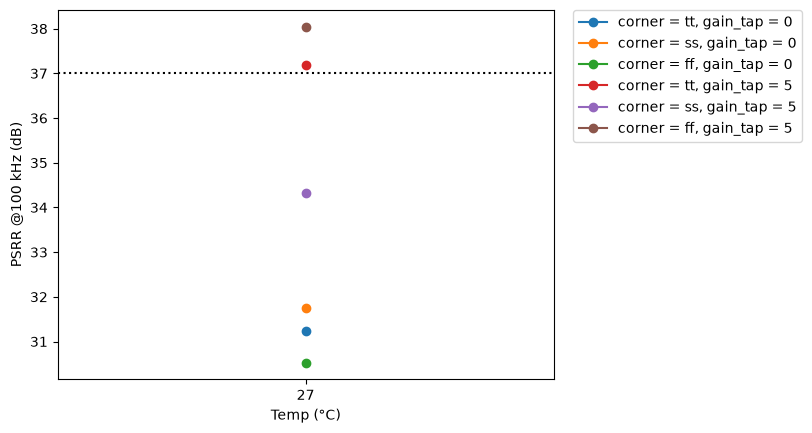 38
37
36
35
34
33
32
31
PSRR @100 kHz (dB)
27
Temp (°C)
corner = tt, gain_tap = 0
corner = ss, gain_tap = 0
corner = ff, gain_tap = 0
corner = tt, gain_tap = 5
corner = ss, gain_tap = 5
corner = ff, gain_tap = 5